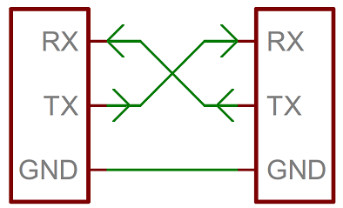 RX RX
TX TX
GND GND